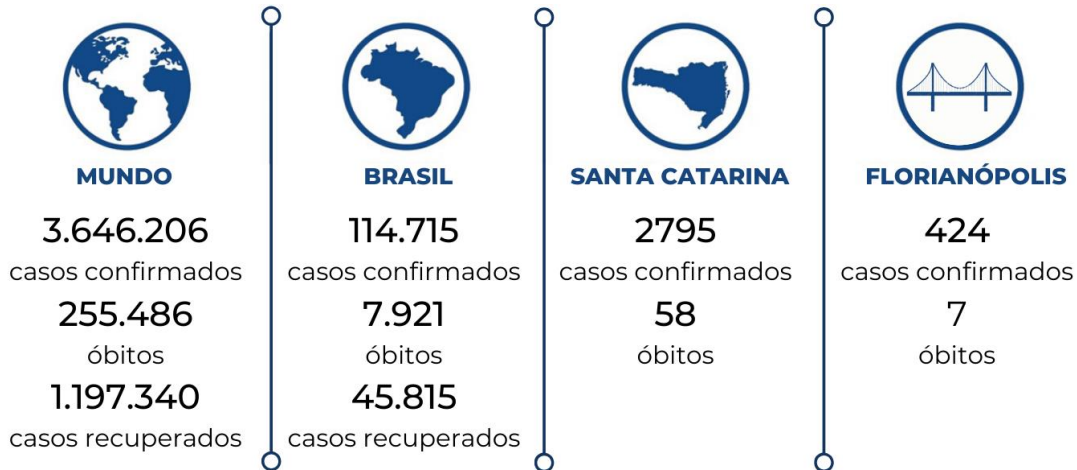 MUNDO
3.646.206
casos confirmados
255.486
óbitos
1.197.340
casos recuperados
BRASIL
114.715
casos confirmados
7.921
óbitos
45.815
casos recuperados
SANTA CATARINA
2795
casos confirmados
58
óbitos
FLORIANÓPOLIS
424
casos confirmados
7
óbitos